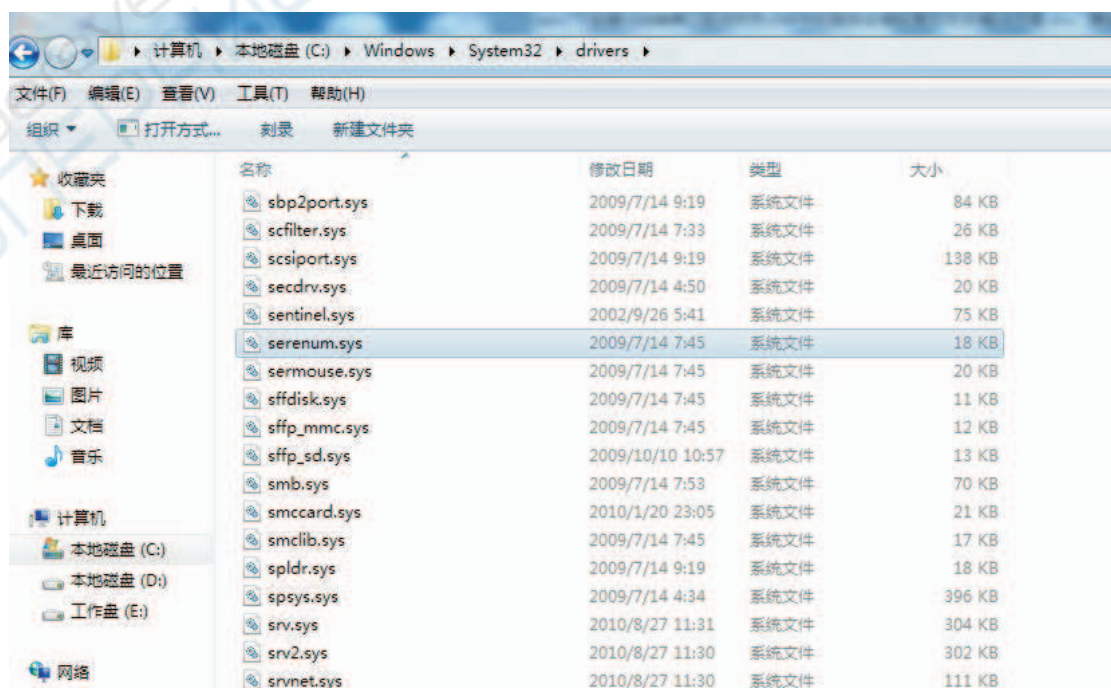 计算机 ▸ 本地磁盘 (C:) ▸ Windows ▸ System32 ▸ drivers ▸
文件(F) 编辑(E) 查看(V) 工具(T) 帮助(H)
组织 打开方式... 刻录 新建文件夹
收藏夹
下载
桌面
最近访问的位置
库
视频
图片
文档
音乐
计算机
本地磁盘 (C:)
本地磁盘 (D:)
工作盘 (E:)
网络
名称 修改日期 类型 大小
sbp2port.sys 2009/7/14 9:19 系统文件 84 KB
scfilter.sys 2009/7/14 7:33 系统文件 26 KB
scsiport.sys 2009/7/14 9:19 系统文件 138 KB
secdrv.sys 2009/7/14 4:50 系统文件 20 KB
sentinel.sys 2002/9/26 5:41 系统文件 75 KB
serenum.sys 2009/7/14 7:45 系统文件 18 KB
sermouse.sys 2009/7/14 7:45 系统文件 20 KB
sffdisk.sys 2009/7/14 7:45 系统文件 11 KB
sffp_mmc.sys 2009/7/14 7:45 系统文件 12 KB
sffp_sd.sys 2009/10/10 10:57 系统文件 13 KB
smb.sys 2009/7/14 7:53 系统文件 70 KB
smccard.sys 2010/1/20 23:05 系统文件 21 KB
smclib.sys 2009/7/14 7:45 系统文件 17 KB
spldr.sys 2009/7/14 9:19 系统文件 18 KB
spsys.sys 2009/7/14 4:34 系统文件 396 KB
srv.sys 2010/8/27 11:31 系统文件 304 KB
srv2.sys 2010/8/27 11:30 系统文件 302 KB
srvnet.sys 2010/8/27 11:30 系统文件 111 KB